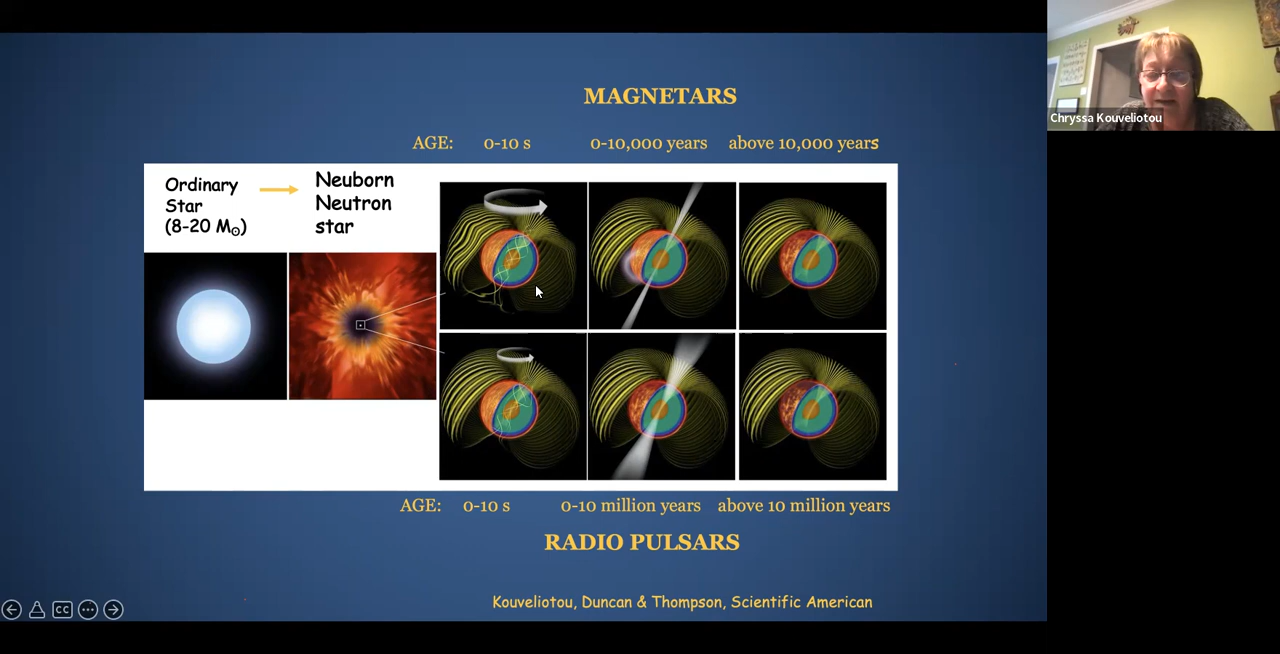 MAGNETARS
AGE: 0-10 s 0-10,000 years above 10,000 years
Ordinary
Star
(8-20 M⊙)
Neuborn
Neutron
star
AGE: 0-10 s 0-10 million years above 10 million years
RADIO PULSARS
Kouveliotou, Duncan & Thompson, Scientific American
CC
Chryssa Kouveliotou